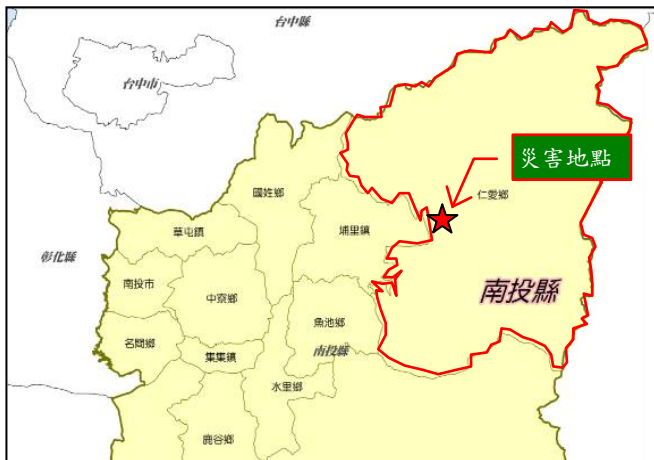 台中縣
台中市
災害地點
國姓鄉
仁愛鄉
草屯鎮
埔里鎮
彰化縣
南投市
中寮鄉
南投縣
魚池鄉
名間鄉
集集鎮
南投縣
水里鄉
鹿谷鄉